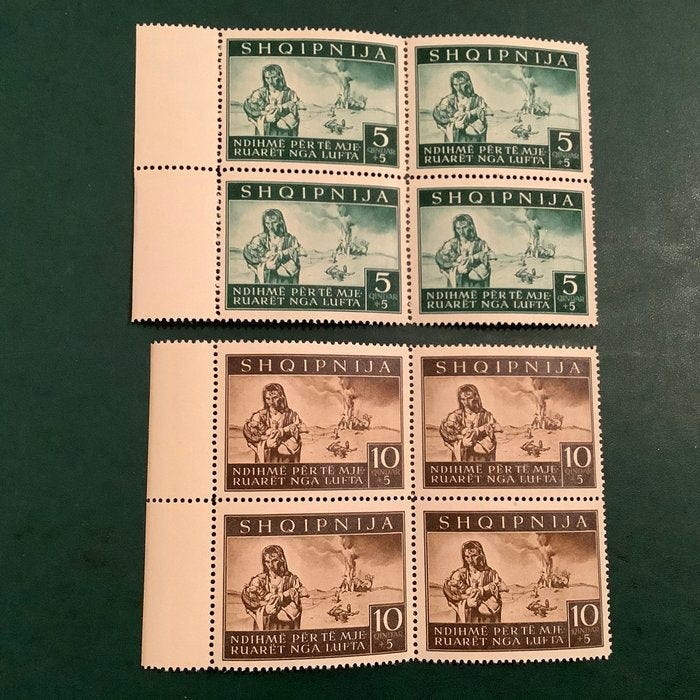 SHQIPNIJA
NDIHMË PËR TË MJE-
RUARËT NGA LUFTA
5
QINDAR
+5
SHQIPNIJA
NDIHMË PËR TË MJE-
RUARËT NGA LUFTA
5
QINDAR
+5
SHQIPNIJA
NDIHMË PËR TË MJE-
RUARËT NGA LUFTA
5
QINDAR
+5
SHQIPNIJA
NDIHMË PËR TË MJE-
RUARËT NGA LUFTA
5
QINDAR
+5
SHQIPNIJA
NDIHMË PËR TË MJE-
RUARËT NGA LUFTA
10
QINDAR
+5
SHQIPNIJA
NDIHMË PËR TË MJE-
RUARËT NGA LUFTA
10
QINDAR
+5
SHQIPNIJA
NDIHMË PËR TË MJE-
RUARËT NGA LUFTA
10
QINDAR
+5
SHQIPNIJA
NDIHMË PËR TË MJE-
RUARËT NGA LUFTA
10
QINDAR
+5